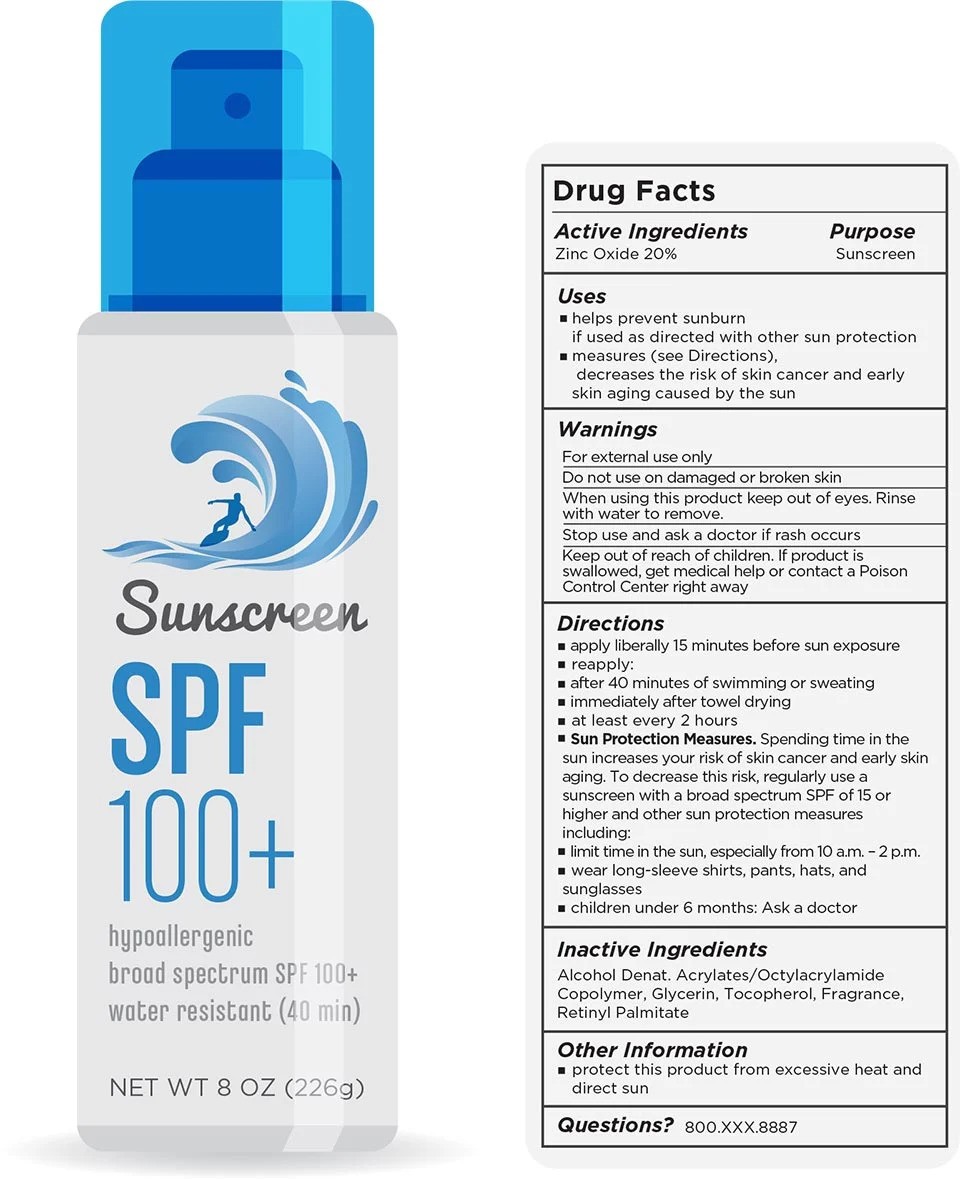 Sunscreen
SPF
100+
hypoallergenic
broad spectrum SPF 100+
water resistant (40 min)
NET WT 8 OZ (226g)
Drug Facts
Active Ingredients Purpose
Zinc Oxide 20% Sunscreen
Uses
▪ helps prevent sunburn
if used as directed with other sun protection
▪ measures (see Directions),
decreases the risk of skin cancer and early
skin aging caused by the sun
Warnings
For external use only
Do not use on damaged or broken skin
When using this product keep out of eyes. Rinse
with water to remove.
Stop use and ask a doctor if rash occurs
Keep out of reach of children. If product is
swallowed, get medical help or contact a Poison
Control Center right away
Directions
▪ apply liberally 15 minutes before sun exposure
▪ reapply:
▪ after 40 minutes of swimming or sweating
▪ immediately after towel drying
▪ at least every 2 hours
▪ Sun Protection Measures. Spending time in the
sun increases your risk of skin cancer and early skin
aging. To decrease this risk, regularly use a
sunscreen with a broad spectrum SPF of 15 or
higher and other sun protection measures
including:
▪ limit time in the sun, especially from 10 a.m. – 2 p.m.
▪ wear long-sleeve shirts, pants, hats, and
sunglasses
▪ children under 6 months: Ask a doctor
Inactive Ingredients
Alcohol Denat. Acrylates/Octylacrylamide
Copolymer, Glycerin, Tocopherol, Fragrance,
Retinyl Palmitate
Other Information
▪ protect this product from excessive heat and
direct sun
Questions? 800.XXX.8887